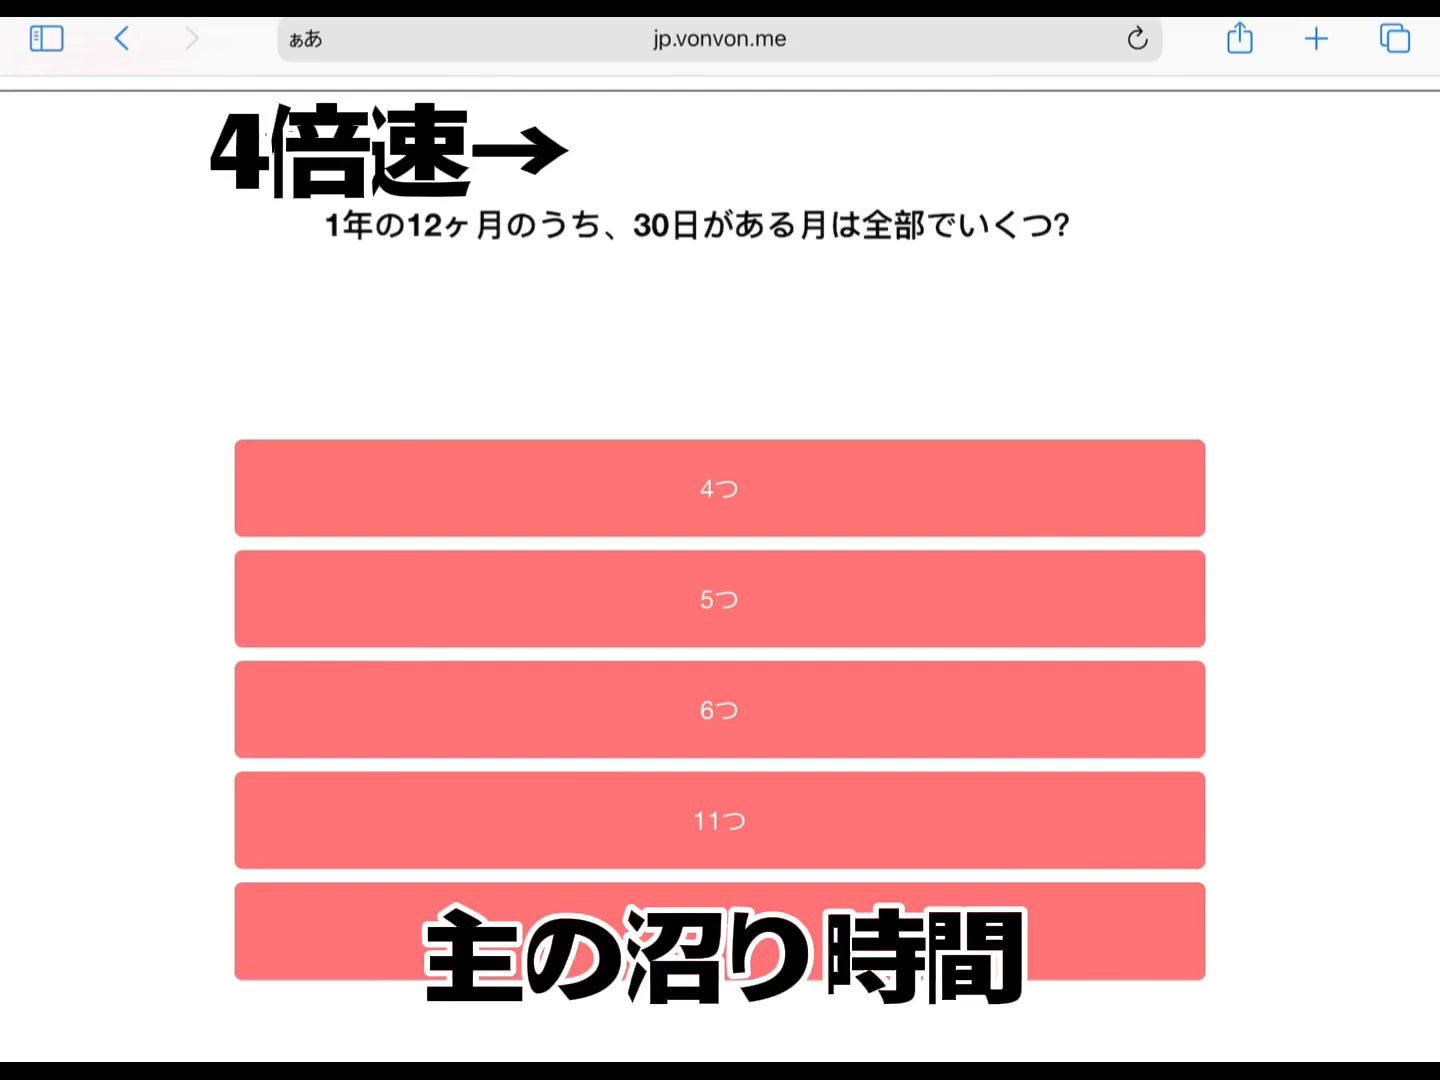 ぁあ
jp.vonvon.me
4倍速→
1年の12ヶ月のうち、30日がある月は全部でいくつ?
4つ
5つ
6つ
11つ
主の沼り時間